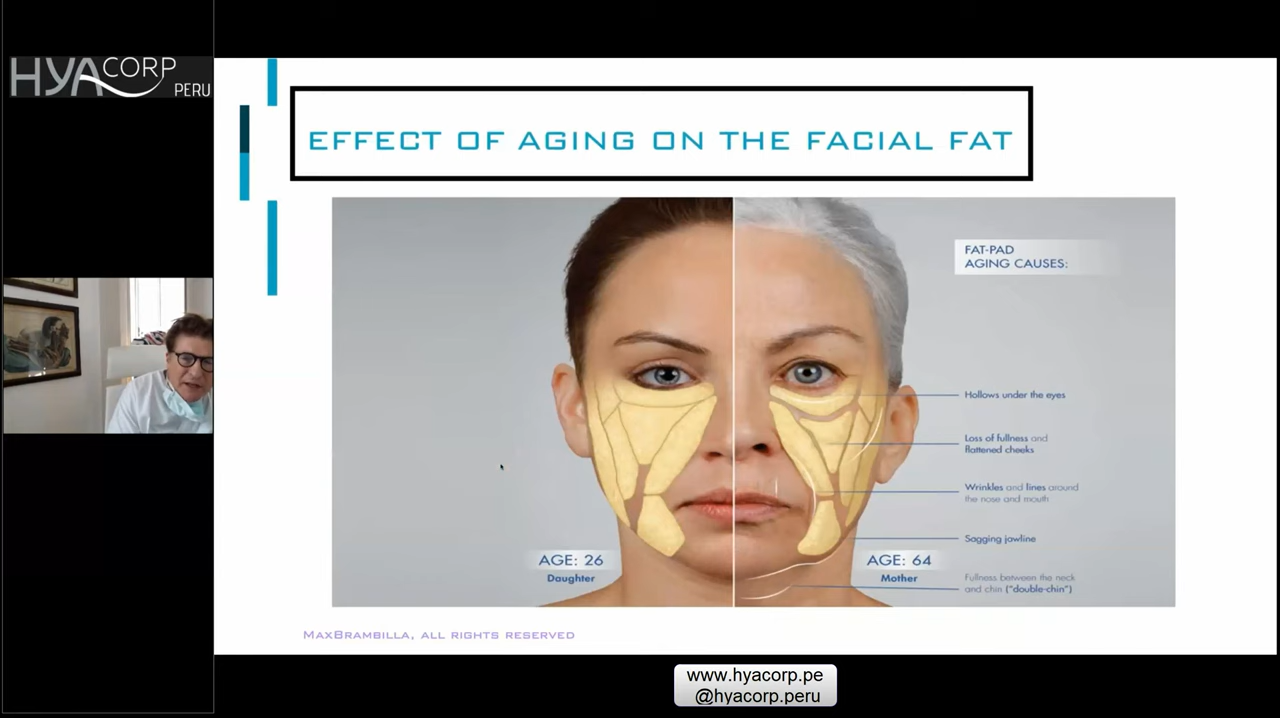 HYACORP
PERU
EFFECT OF AGING ON THE FACIAL FAT
FAT-PAD
AGING CAUSES:
Hollows under the eyes
Loss of fullness and
flattened cheeks
Wrinkles and lines around
the nose and mouth
Sagging jawline
Fullness between the neck
and chin ("double-chin")
AGE: 26
Daughter
AGE: 64
Mother
MAXBRAMBILLA, ALL RIGHTS RESERVED
www.hyacorp.pe
@hyacorp.peru